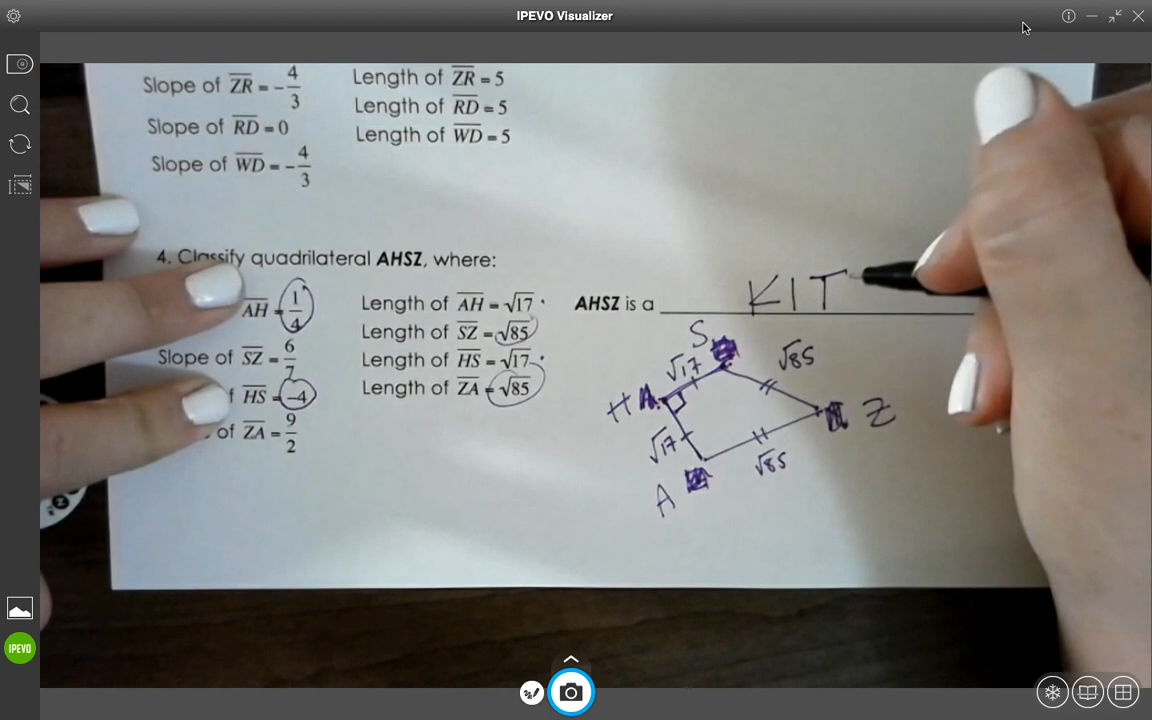 IPEVO Visualizer
Slope of ZR = -4/3
Length of ZR = 5
Length of RD = 5
Slope of RD = 0
Length of WD = 5
Slope of WD = -4/3
4. Classify quadrilateral AHSZ, where:
AH = 1/4
Length of AH = √17
AHSZ is a KIT
Slope of SZ = 6/7
Length of SZ = √85
HS = -4
Length of HS = √17
of ZA = 9/2
Length of ZA = √85
S
√17
√85
H
Z
√17
√85
A
IPEVO